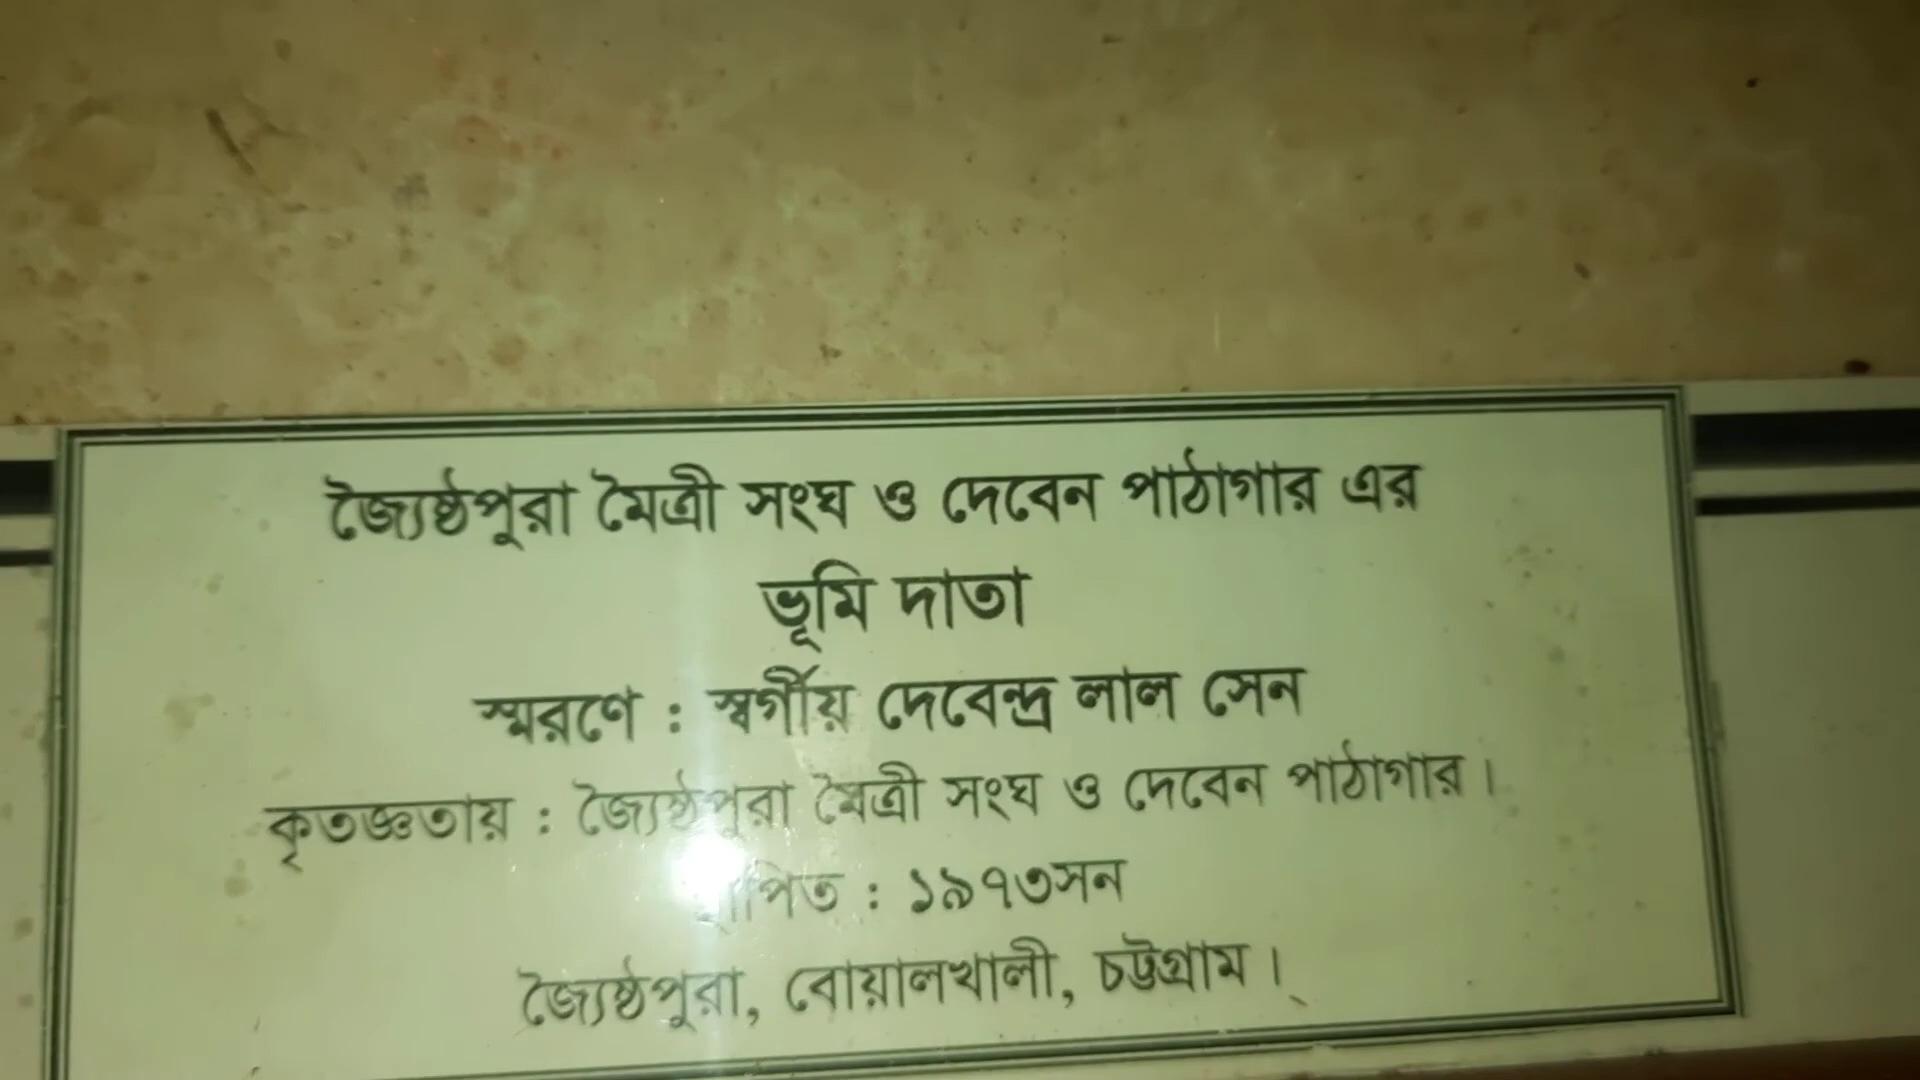 জ্যৈষ্ঠপুরা মৈত্রী সংঘ ও দেবেন পাঠাগার এর
ভূমি দাতা
স্মরণে : স্বর্গীয় দেবেন্দ্র লাল সেন
কৃতজ্ঞতায় : জ্যৈষ্ঠপুরা মৈত্রী সংঘ ও দেবেন পাঠাগার।
স্থাপিত : ১৯৭৩সন
জ্যৈষ্ঠপুরা, বোয়ালখালী, চট্টগ্রাম।